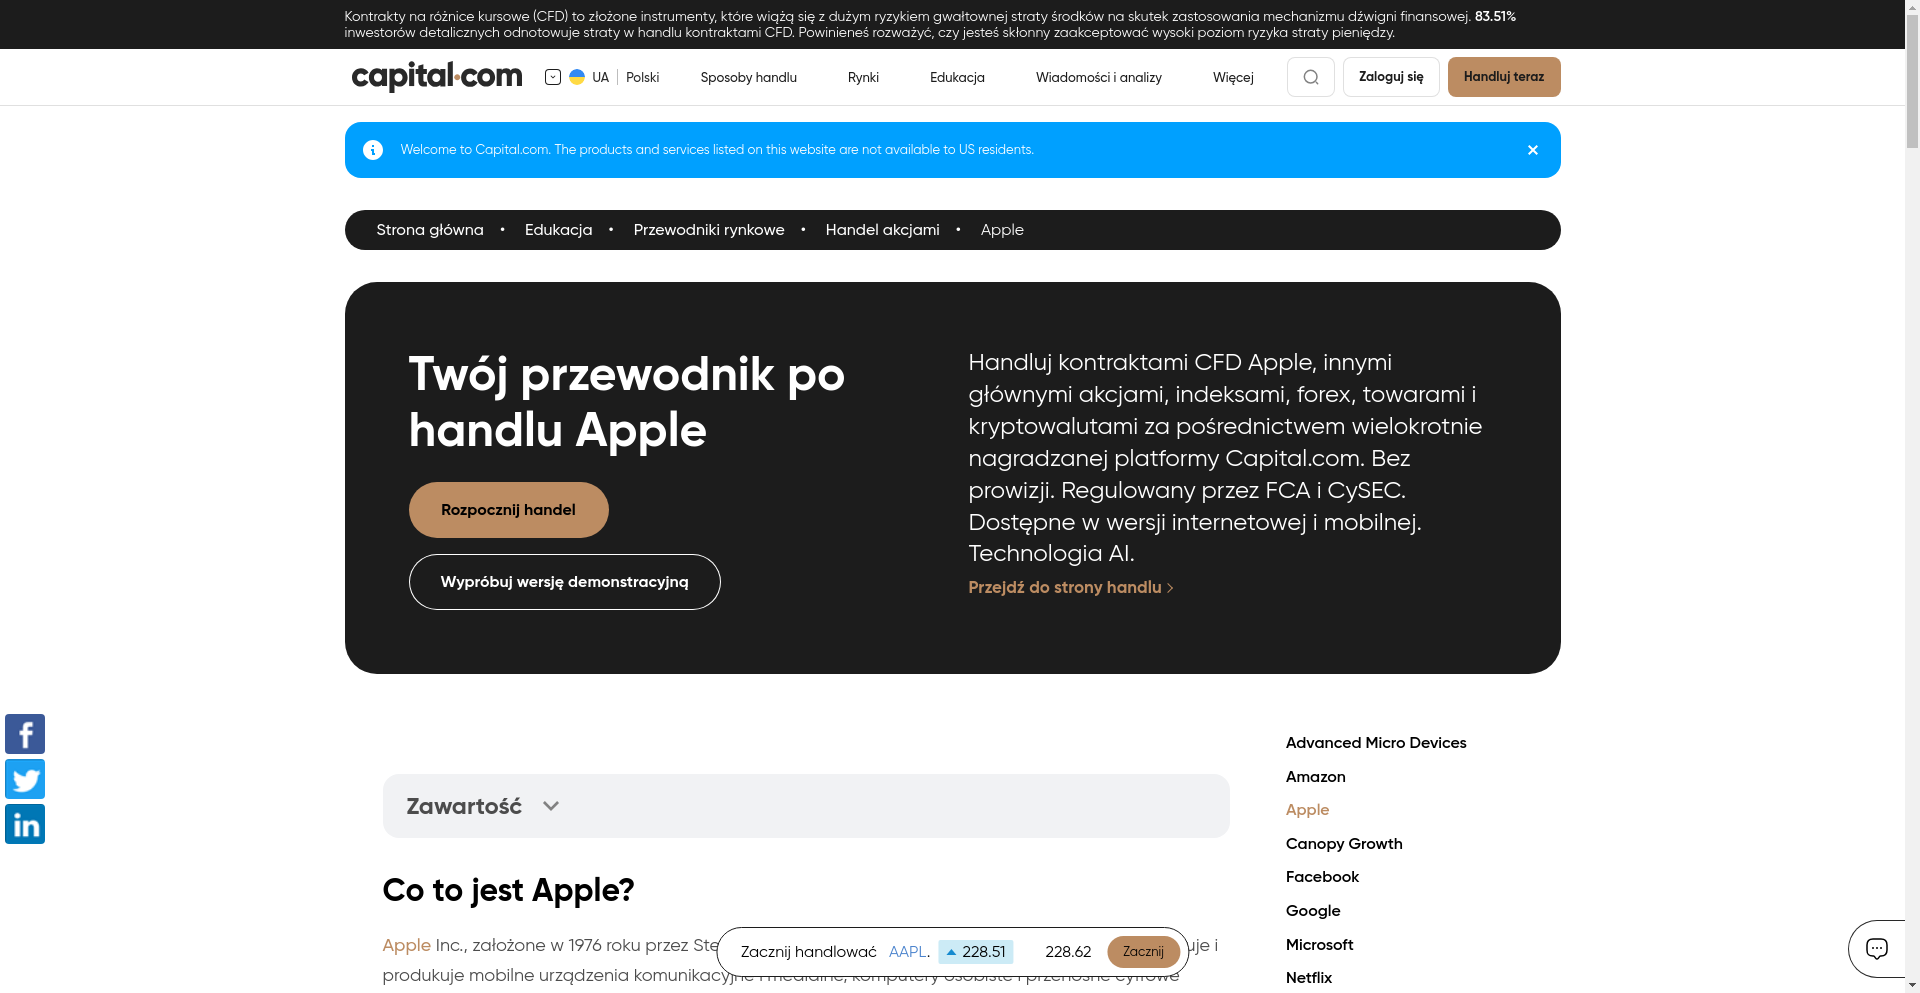 Kontrakty na różnice kursowe (CFD) to złożone instrumenty, które wiążą się z dużym ryzykiem gwałtownej straty środków na skutek zastosowania mechanizmu dźwigni finansowej. 83.51%
inwestorów detalicznych odnotowuje straty w handlu kontraktami CFD. Powinieneś rozważyć, czy jesteś skłonny zaakceptować wysoki poziom ryzyka straty pieniędzy.
capital.com UA Polski Sposoby handlu Rynki Edukacja Wiadomości i analizy Więcej Zaloguj się Handluj teraz
Welcome to Capital.com. The products and services listed on this website are not available to US residents.
Strona główna • Edukacja • Przewodniki rynkowe • Handel akcjami • Apple
Twój przewodnik po
handlu Apple
Rozpocznij handel
Wypróbuj wersję demonstracyjną
Handluj kontraktami CFD Apple, innymi
głównymi akcjami, indeksami, forex, towarami i
kryptowalutami za pośrednictwem wielokrotnie
nagradzanej platformy Capital.com. Bez
prowizji. Regulowany przez FCA i CySEC.
Dostępne w wersji internetowej i mobilnej.
Technologia AI.
Przejdź do strony handlu
Zawartość
Co to jest Apple?
Apple Inc., założone w 1976 roku przez
produkuje mobilne urządzenia komunikacyjne i medialne, komputery osobiste i przenośne cyfrowe
Zacznij handlować AAPL. 228.51 228.62 Zacznij
Advanced Micro Devices
Amazon
Apple
Canopy Growth
Facebook
Google
Microsoft
Netflix